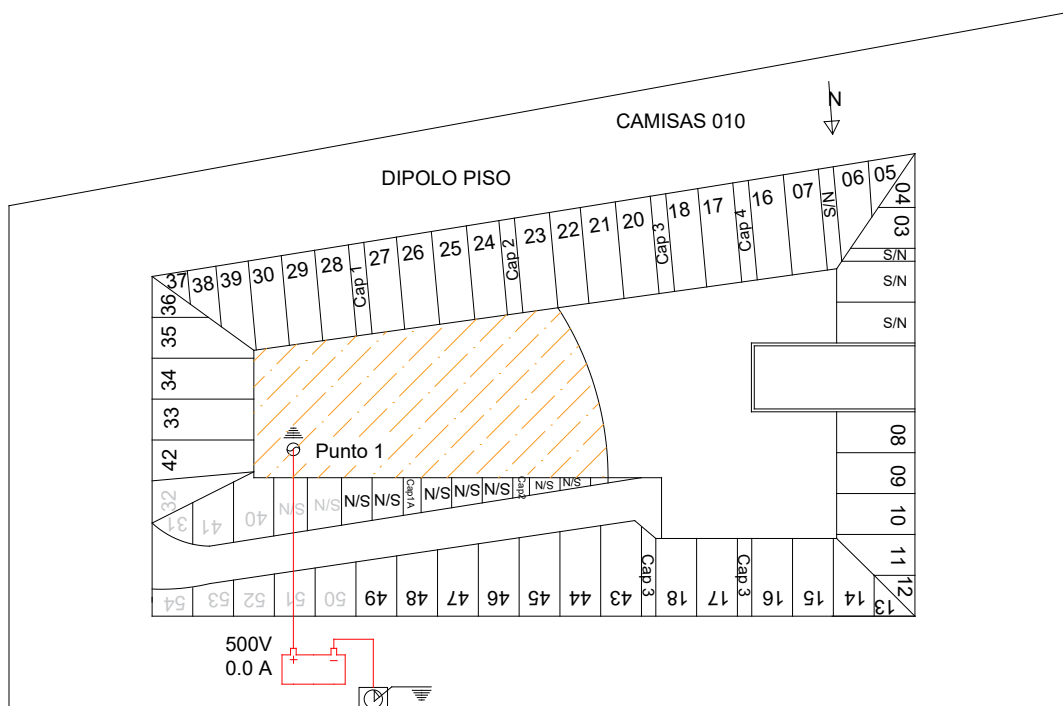 N
CAMISAS 010
DIPOLO PISO
37
38
39
30
29
28
Cap 1
27
26
25
24
Cap 2
23
22
21
20
Cap 3
18
17
Cap 4
16
07
S/N
06
05
04
03
S/N
S/N
S/N
36
35
34
33
42
32
31
Punto 1
08
09
10
11
12
13
41
40
S/N
S/N
S/N
S/N
Cap1A
S/N
S/N
S/N
Cap2
S/N
S/N
54
53
52
51
50
49
48
47
46
45
44
43
Cap 3
18
17
Cap 3
16
15
14
500V
0.0 A
+
−